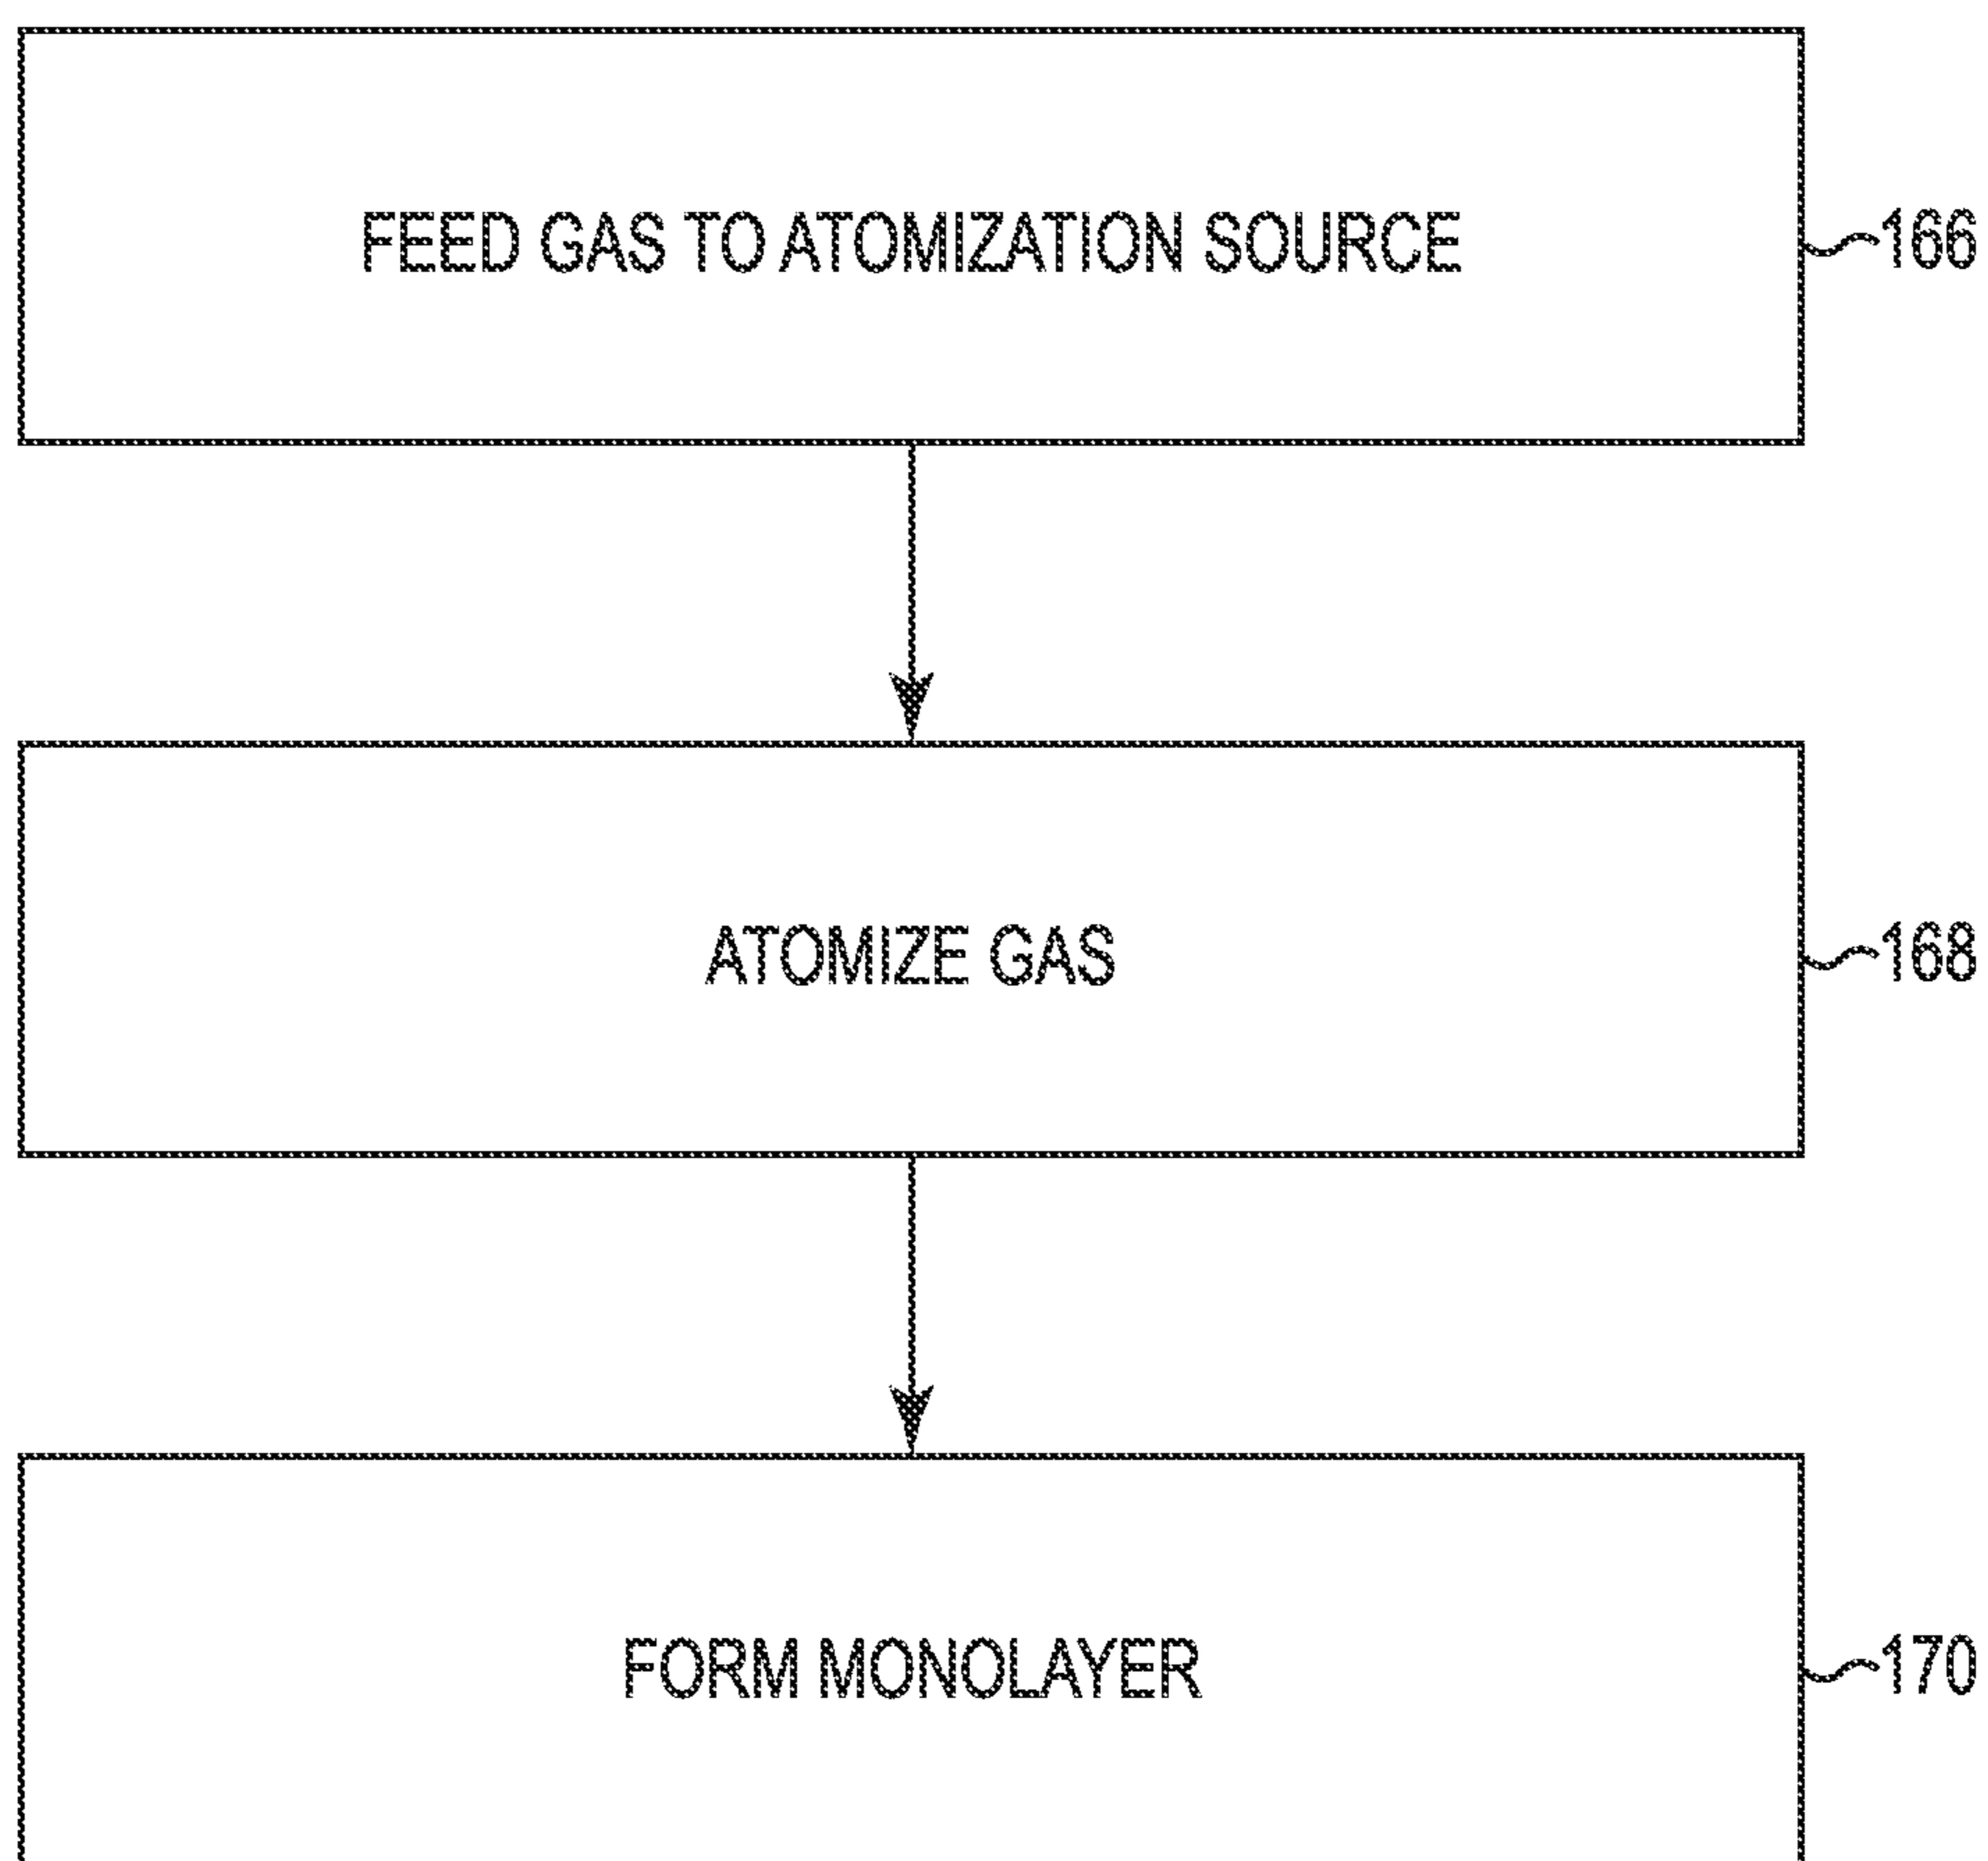 FEED GAS TO ATOMIZATION SOURCE
166
ATOMIZE GAS
168
FORM MONOLAYER
170